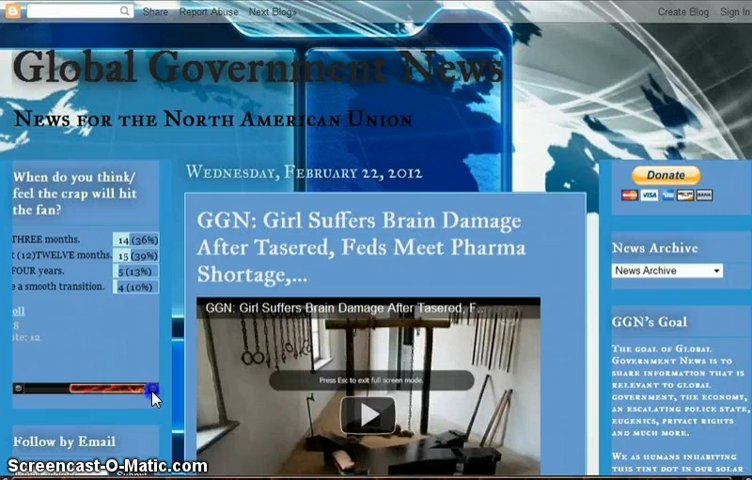 Share Report Abuse Next Blog»
Create Blog Sign In
Global Government News
News for the North American Union
When do you think/
feel the crap will hit
the fan?
THREE months. 14 (36%)
(12)TWELVE months. 15 (39%)
FOUR years. 5 (13%)
a smooth transition. 4 (10%)
Follow by Email
Wednesday, February 22, 2012
GGN: Girl Suffers Brain Damage
After Tasered, Feds Meet Pharma
Shortage,...
GGN: Girl Suffers Brain Damage After Tasered, F
Press Esc to exit full screen mode.
Donate
VISA
News Archive
News Archive
GGN's Goal
The goal of Global
Government News is to
share information that is
relevant to global
government, the economy,
an escalating police state,
eugenics, privacy rights
and much more.
We as humans inhabiting
this tiny dot in our solar
Screencast-O-Matic.com